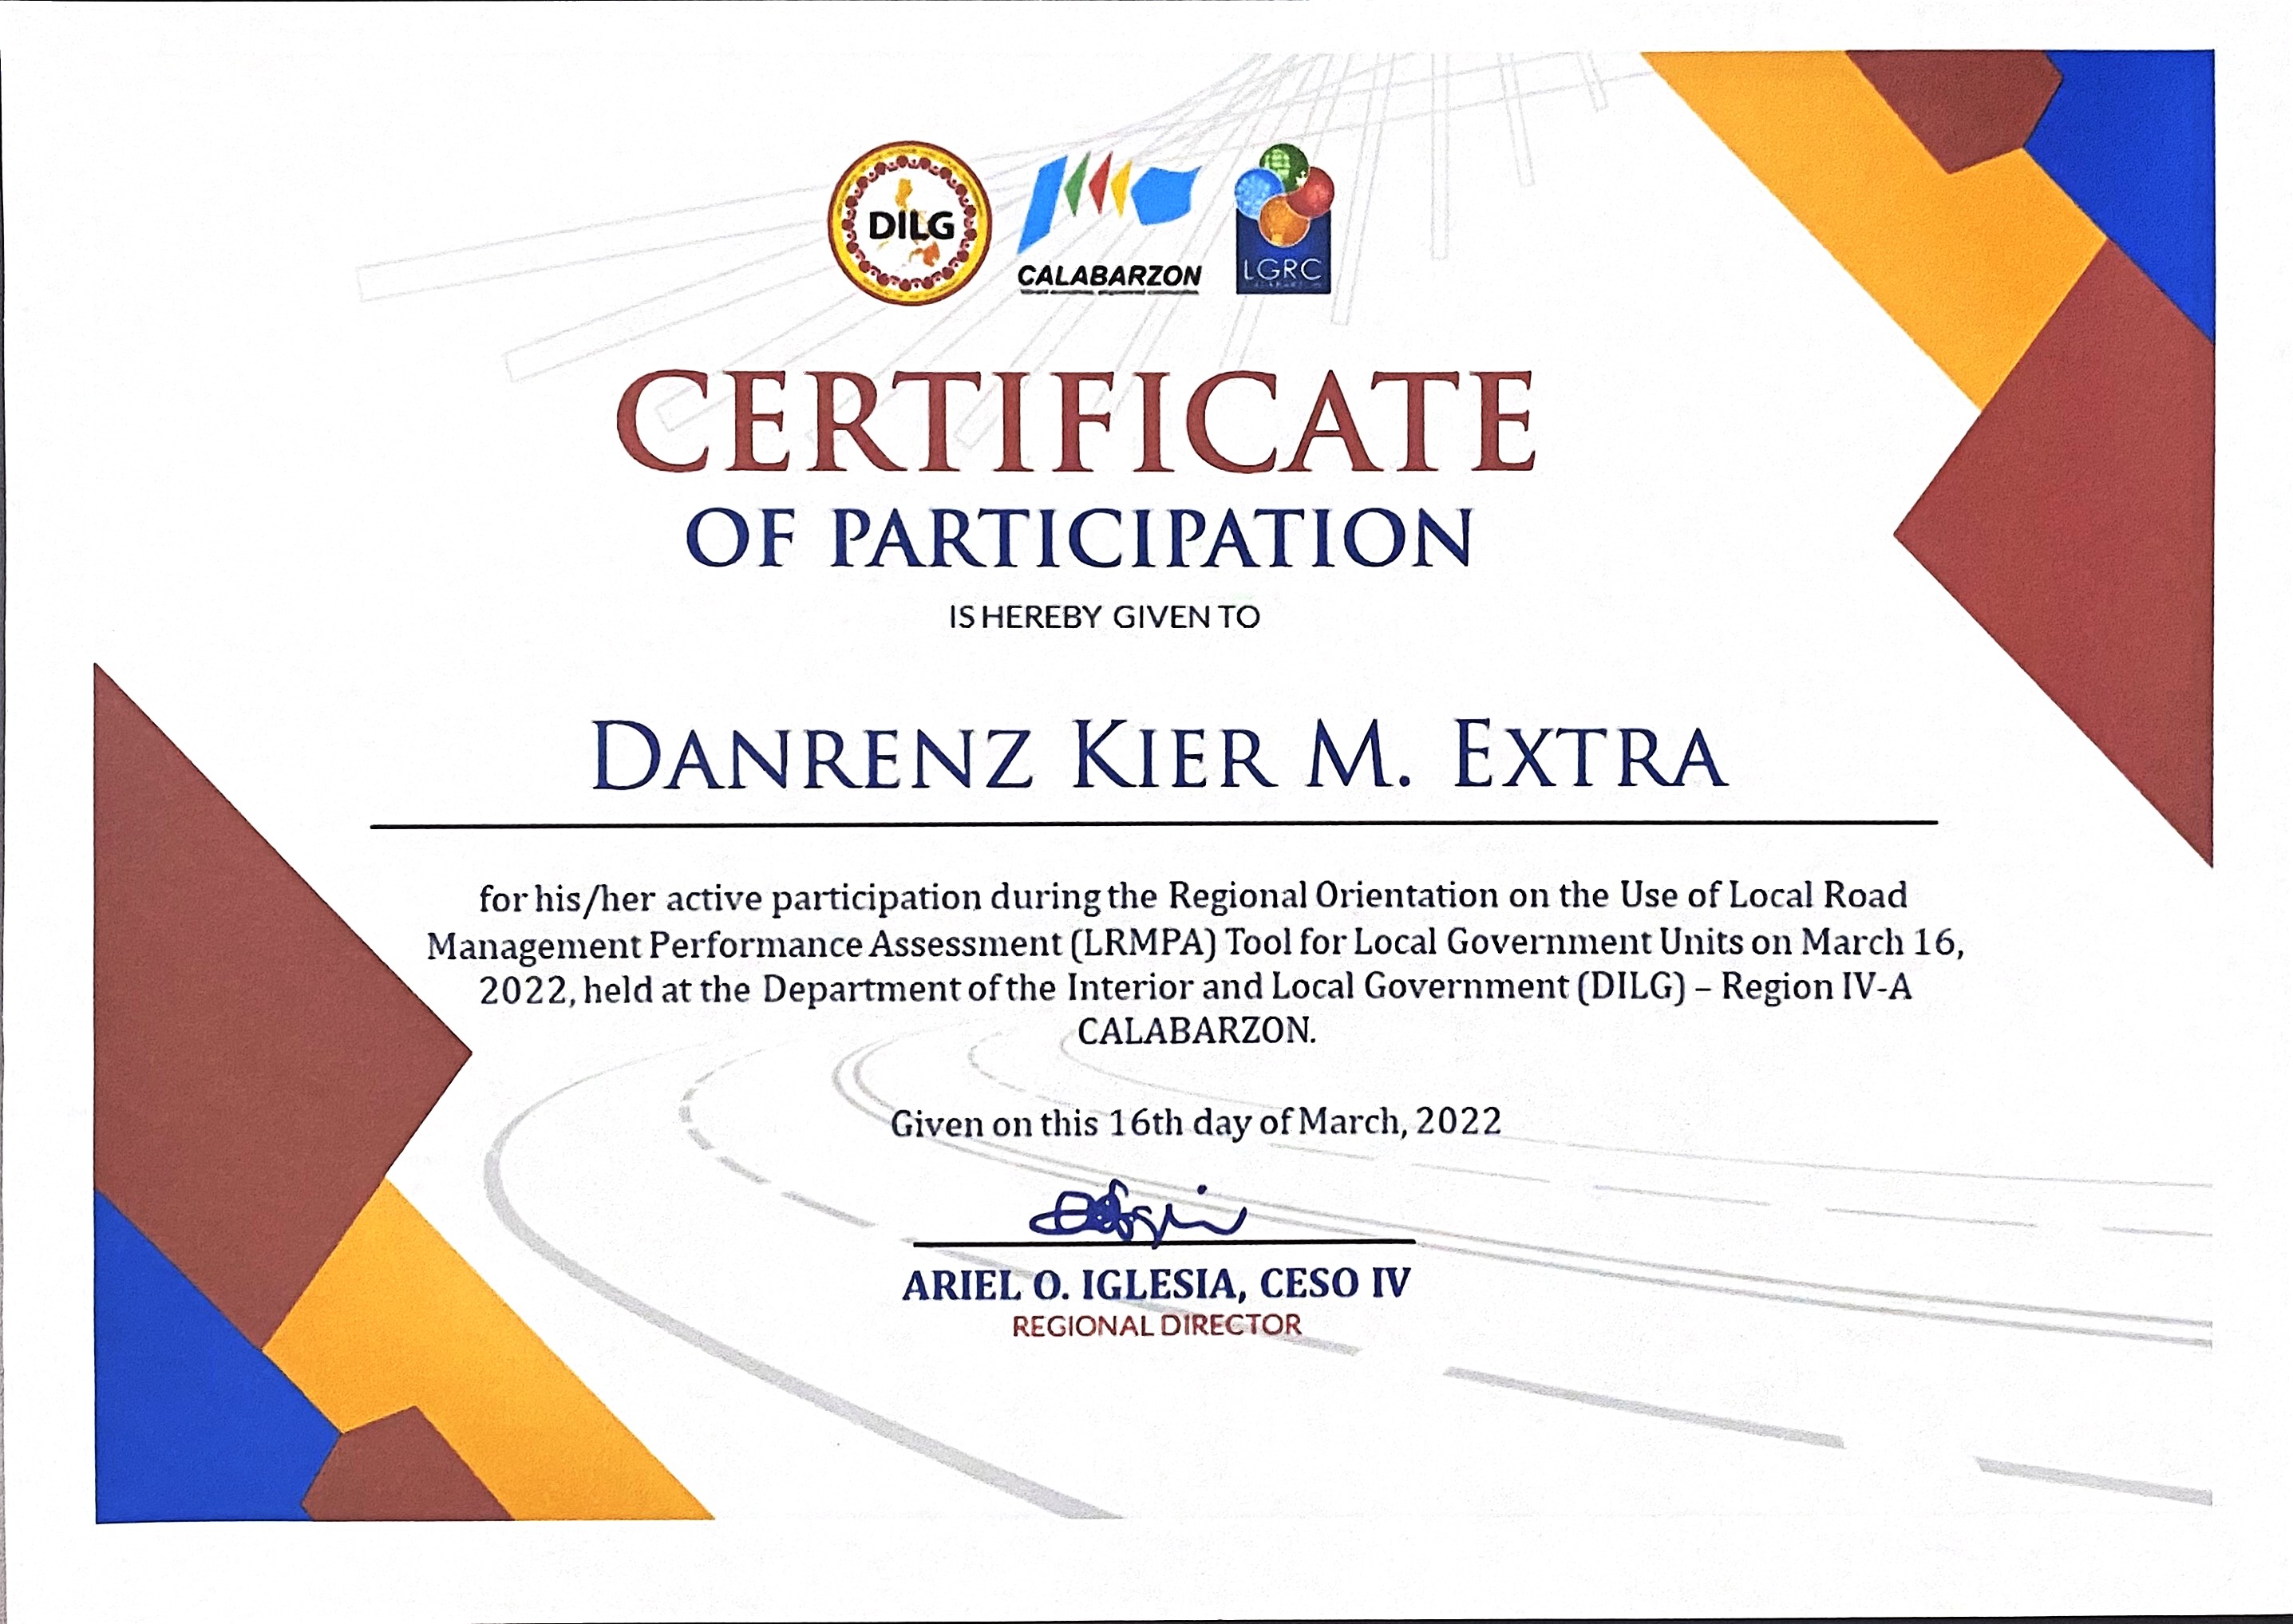 DILG
CALABARZON
LGRC
CERTIFICATE
OF PARTICIPATION
IS HEREBY GIVEN TO
DANRENZ KIER M. EXTRA
for his/her active participation during the Regional Orientation on the Use of Local Road
Management Performance Assessment (LRMPA) Tool for Local Government Units on March 16,
2022, held at the Department of the Interior and Local Government (DILG) – Region IV-A
CALABARZON.
Given on this 16th day of March, 2022
ARIEL O. IGLESIA, CESO IV
REGIONAL DIRECTOR